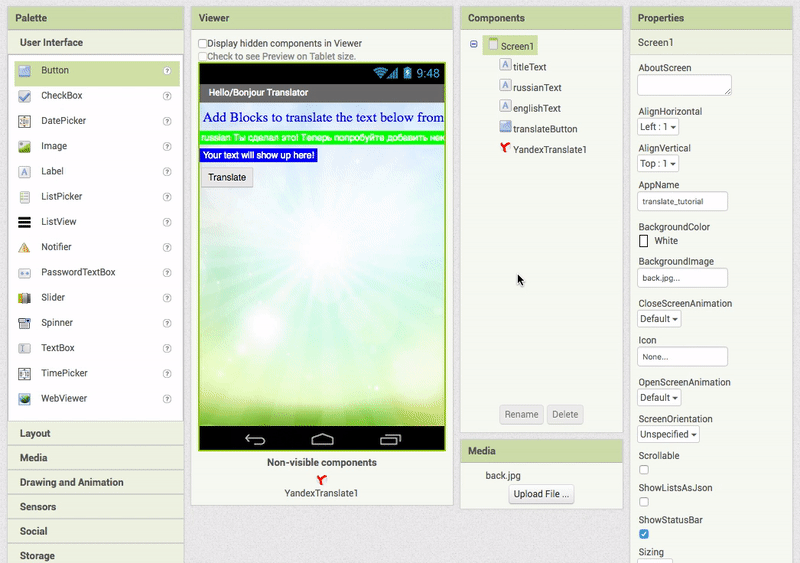 Palette
User Interface
Button
CheckBox
DatePicker
Image
Label
ListPicker
ListView
Notifier
PasswordTextBox
Slider
Spinner
TextBox
TimePicker
WebViewer
Layout
Media
Drawing and Animation
Sensors
Social
Storage
Viewer
Display hidden components in Viewer
Check to see Preview on Tablet size.
9:48
Hello/Bonjour Translator
Add Blocks to translate the text below from
russian Ты сделал это! Теперь попробуйте добавить
Your text will show up here!
Translate
Non-visible components
YandexTranslate1
Components
Screen1
titleText
russianText
englishText
translateButton
YandexTranslate1
Rename Delete
Media
back.jpg
Upload File ...
Properties
Screen1
AboutScreen
AlignHorizontal
Left : 1
AlignVertical
Top : 1
AppName
translate_tutorial
BackgroundColor
White
BackgroundImage
back.jpg...
CloseScreenAnimation
Default
Icon
None...
OpenScreenAnimation
Default
ScreenOrientation
Unspecified
Scrollable
ShowListsAsJson
ShowStatusBar
Sizing